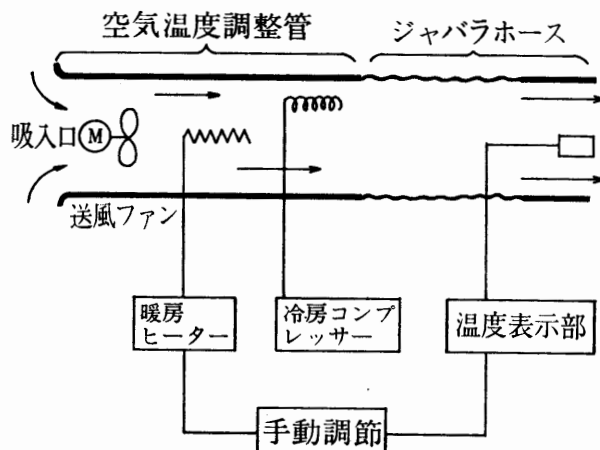 空気温度調整管
ジャバラホース
吸入口
M
送風ファン
暖房
ヒーター
冷房コンプ
レッサー
温度表示部
手動調節